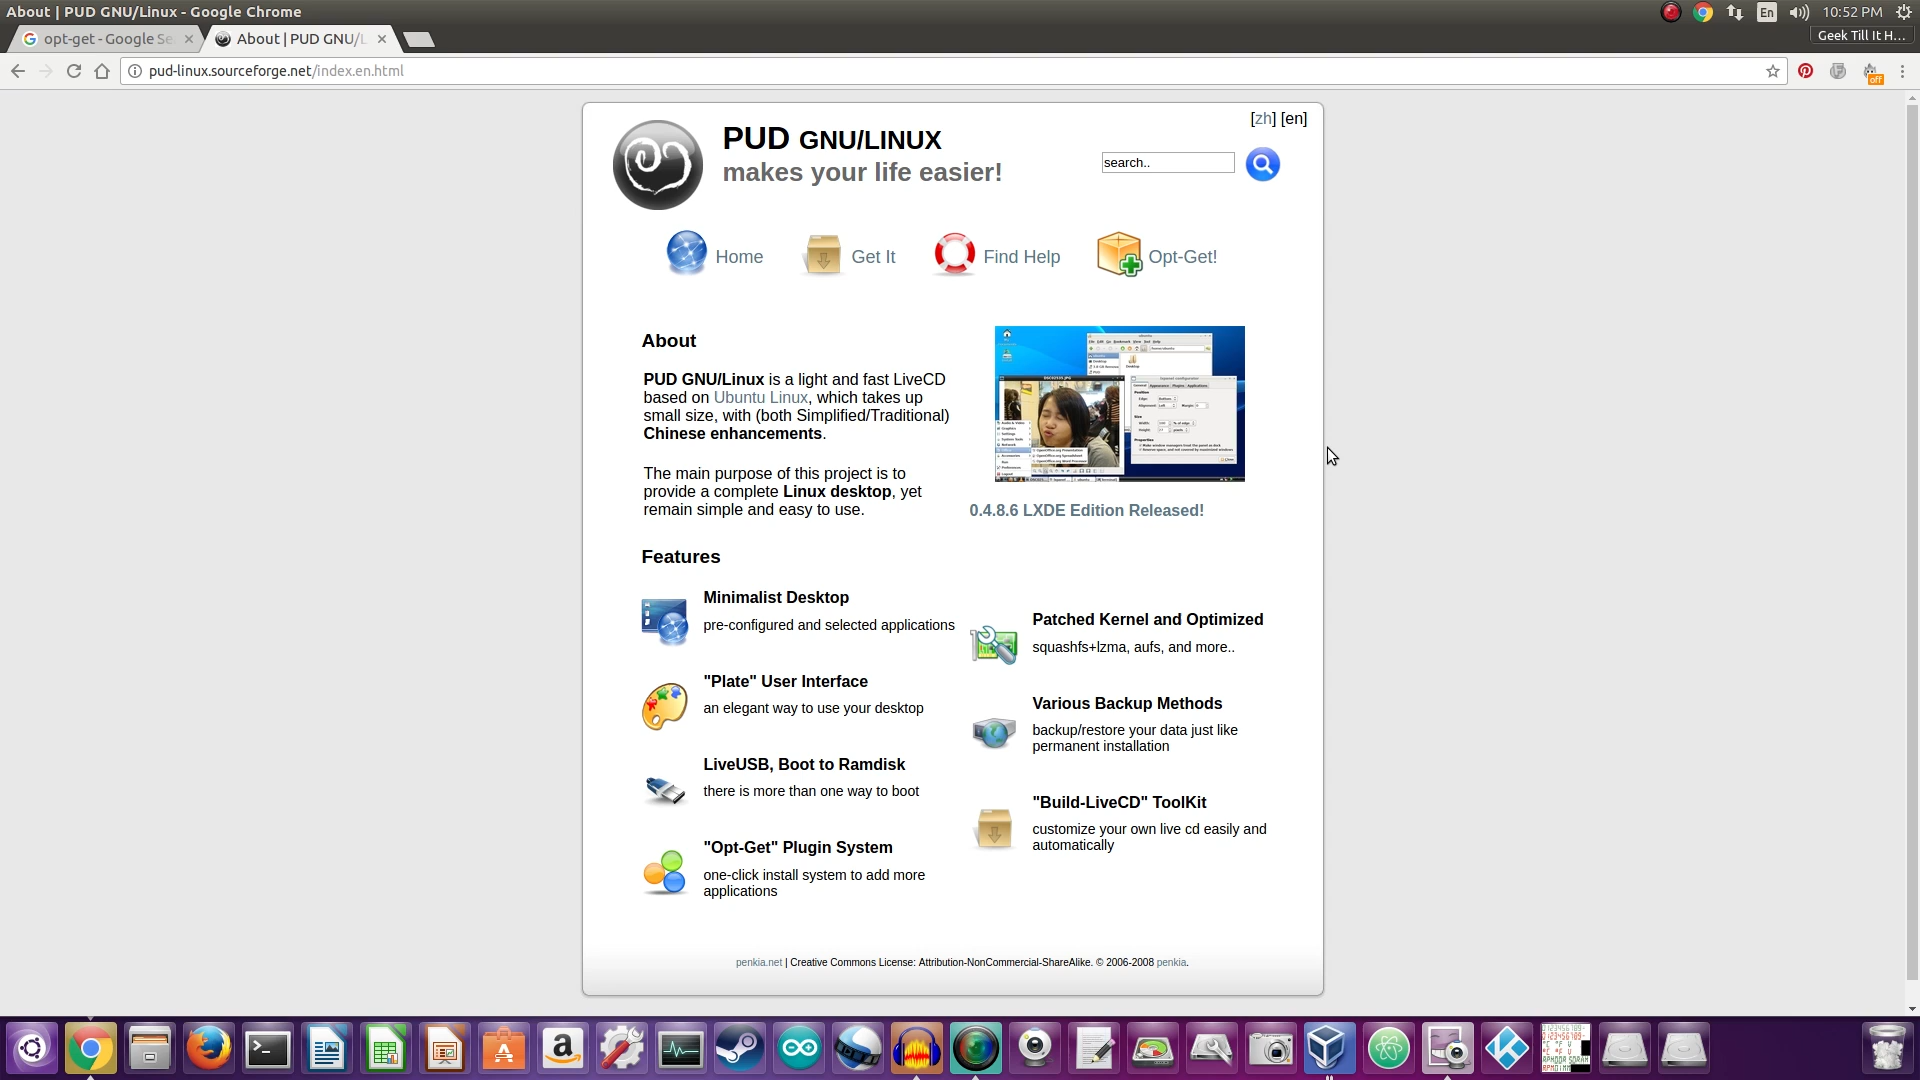 About | PUD GNU/Linux - Google Chrome
En
10:52 PM
opt-get - Google Se
About | PUD GNU/L
Geek Till It H...
pud-linux.sourceforge.net/index.en.html
off
[zh] [en]
PUD GNU/LINUX
makes your life easier!
search..
Home
Get It
Find Help
Opt-Get!
About
PUD GNU/Linux is a light and fast LiveCD
based on Ubuntu Linux, which takes up
small size, with (both Simplified/Traditional)
Chinese enhancements.
The main purpose of this project is to
provide a complete Linux desktop, yet
remain simple and easy to use.
0.4.8.6 LXDE Edition Released!
Features
Minimalist Desktop
pre-configured and selected applications
"Plate" User Interface
an elegant way to use your desktop
LiveUSB, Boot to Ramdisk
there is more than one way to boot
"Opt-Get" Plugin System
one-click install system to add more
applications
Patched Kernel and Optimized
squashfs+lzma, aufs, and more..
Various Backup Methods
backup/restore your data just like
permanent installation
"Build-LiveCD" ToolKit
customize your own live cd easily and
automatically
penkia.net | Creative Commons License: Attribution-NonCommercial-ShareAlike. © 2006-2008 penkia.